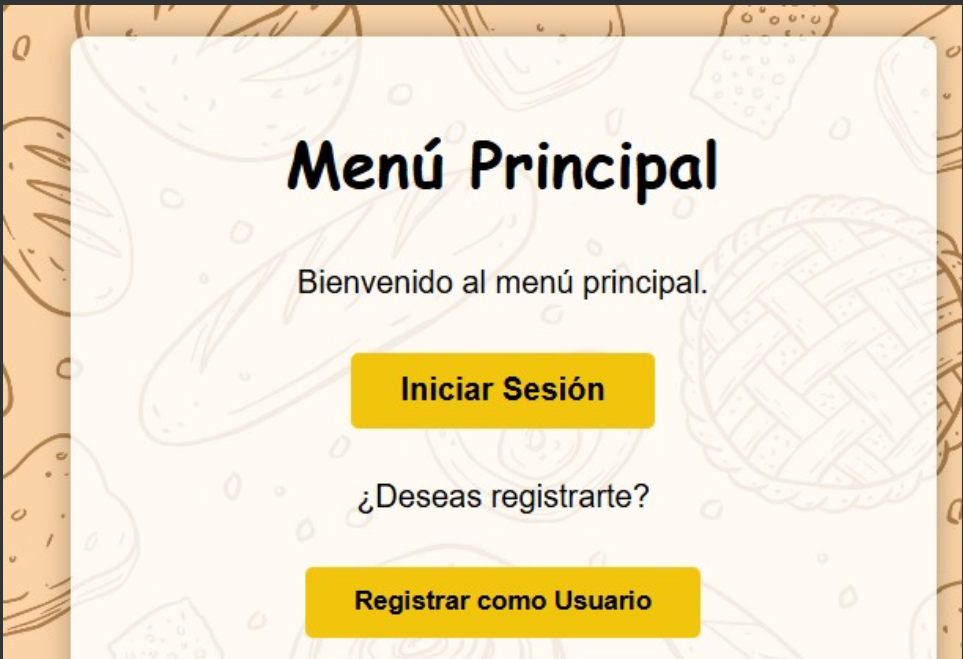 Menú Principal
Bienvenido al menú principal.
Iniciar Sesión
¿Deseas registrarte?
Registrar como Usuario